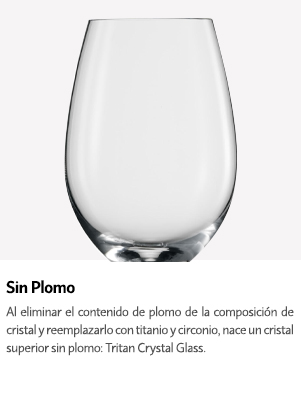 Sin Plomo
Al eliminar el contenido de plomo de la composición de
cristal y reemplazarlo con titanio y circonio, nace un cristal
superior sin plomo: Tritan Crystal Glass.